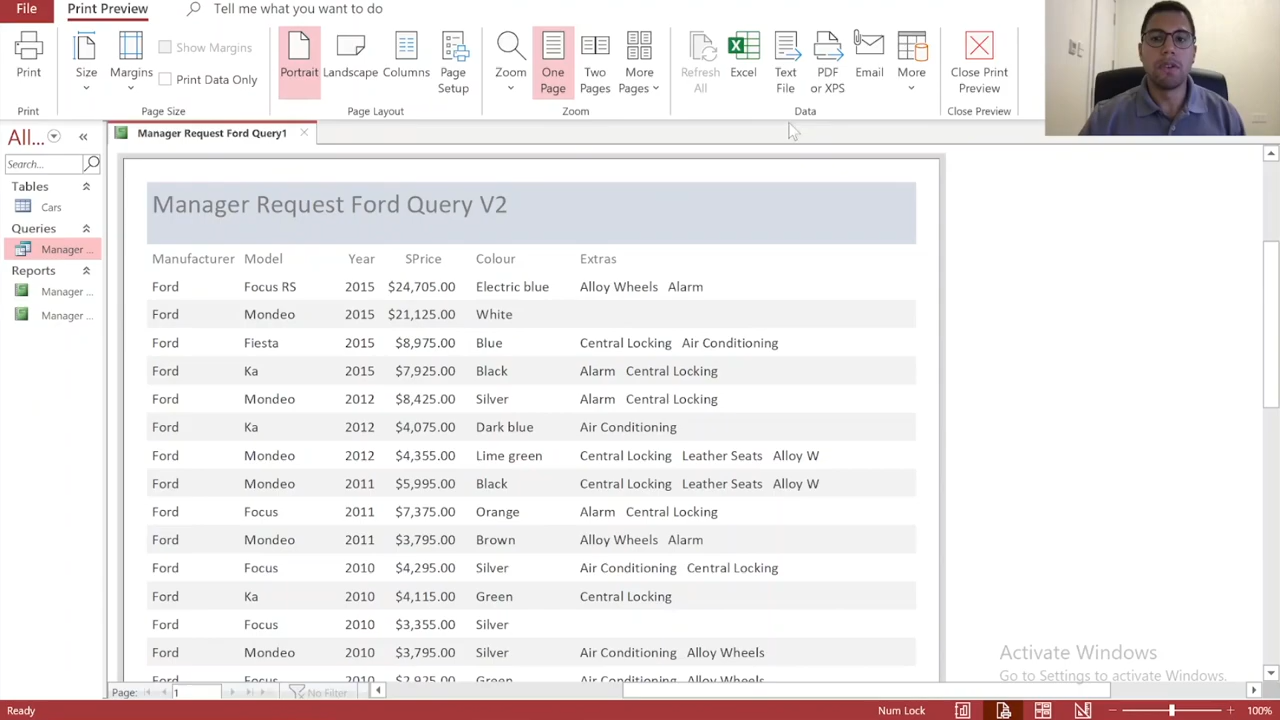 File Print Preview Tell me what you want to do
Print Size Margins Show Margins Print Data Only Portrait Landscape Columns Page Setup Zoom One Page Two Pages More Pages Refresh All Excel Text File PDF or XPS Email More Close Print Preview
Print Page Size Page Layout Zoom Data Close Preview
All... Manager Request Ford Query1
Search...
Tables
Cars
Queries
Manager ...
Reports
Manager ...
Manager ...
Manager Request Ford Query V2
Manufacturer Model Year SPrice Colour Extras
Ford Focus RS 2015 $24,705.00 Electric blue Alloy Wheels Alarm
Ford Mondeo 2015 $21,125.00 White
Ford Fiesta 2015 $8,975.00 Blue Central Locking Air Conditioning
Ford Ka 2015 $7,925.00 Black Alarm Central Locking
Ford Mondeo 2012 $8,425.00 Silver Alarm Central Locking
Ford Ka 2012 $4,075.00 Dark blue Air Conditioning
Ford Mondeo 2012 $4,355.00 Lime green Central Locking Leather Seats Alloy W
Ford Mondeo 2011 $5,995.00 Black Central Locking Leather Seats Alloy W
Ford Focus 2011 $7,375.00 Orange Alarm Central Locking
Ford Mondeo 2011 $3,795.00 Brown Alloy Wheels Alarm
Ford Focus 2010 $4,295.00 Silver Air Conditioning Central Locking
Ford Ka 2010 $4,115.00 Green Central Locking
Ford Focus 2010 $3,355.00 Silver
Ford Mondeo 2010 $3,795.00 Silver Air Conditioning Alloy Wheels
Ford Focus 2010 $2,925.00 Green Air Conditioning Alloy Wheels
Activate Windows
Go to Settings to activate Windows.
Page: 1 No Filter
Ready Num Lock 100%